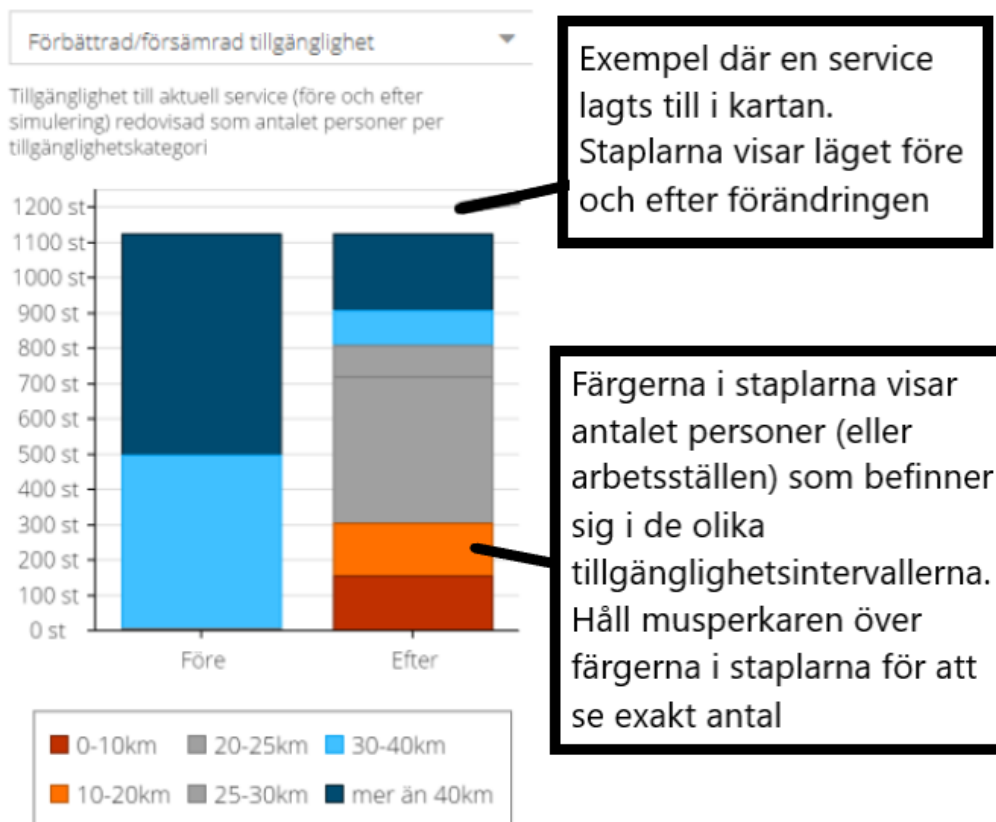 Förbättrad/försämrad tillgänglighet
Tillgänglighet till aktuell service (före och efter
simulering) redovisad som antalet personer per
tillgänglighetskategori
Exempel där en service
lagts till i kartan.
Staplarna visar läget före
och efter förändringen
1200 st
1100 st
1000 st
900 st
800 st
700 st
600 st
500 st
400 st
300 st
200 st
100 st
0 st
Före
Efter
Färgerna i staplarna visar
antalet personer (eller
arbetsställen) som befinner
sig i de olika
tillgänglighetsintervallerna.
Håll musperkaren över
färgerna i staplarna för att
se exakt antal
0-10km 20-25km 30-40km
10-20km 25-30km mer än 40km